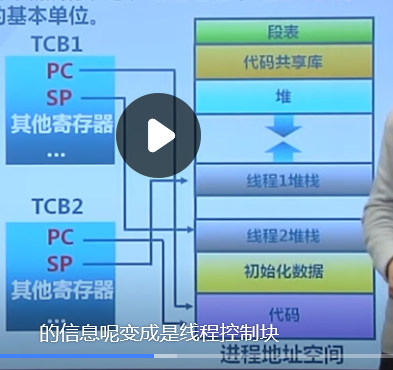 的基本单位。
TCB1
PC
SP
其他寄存器
...
TCB2
PC
SP
其他寄存器
...
段表
代码共享库
堆
线程1堆栈
线程2堆栈
初始化数据
代码
进程地址空间
的信息呢变成是线程控制块